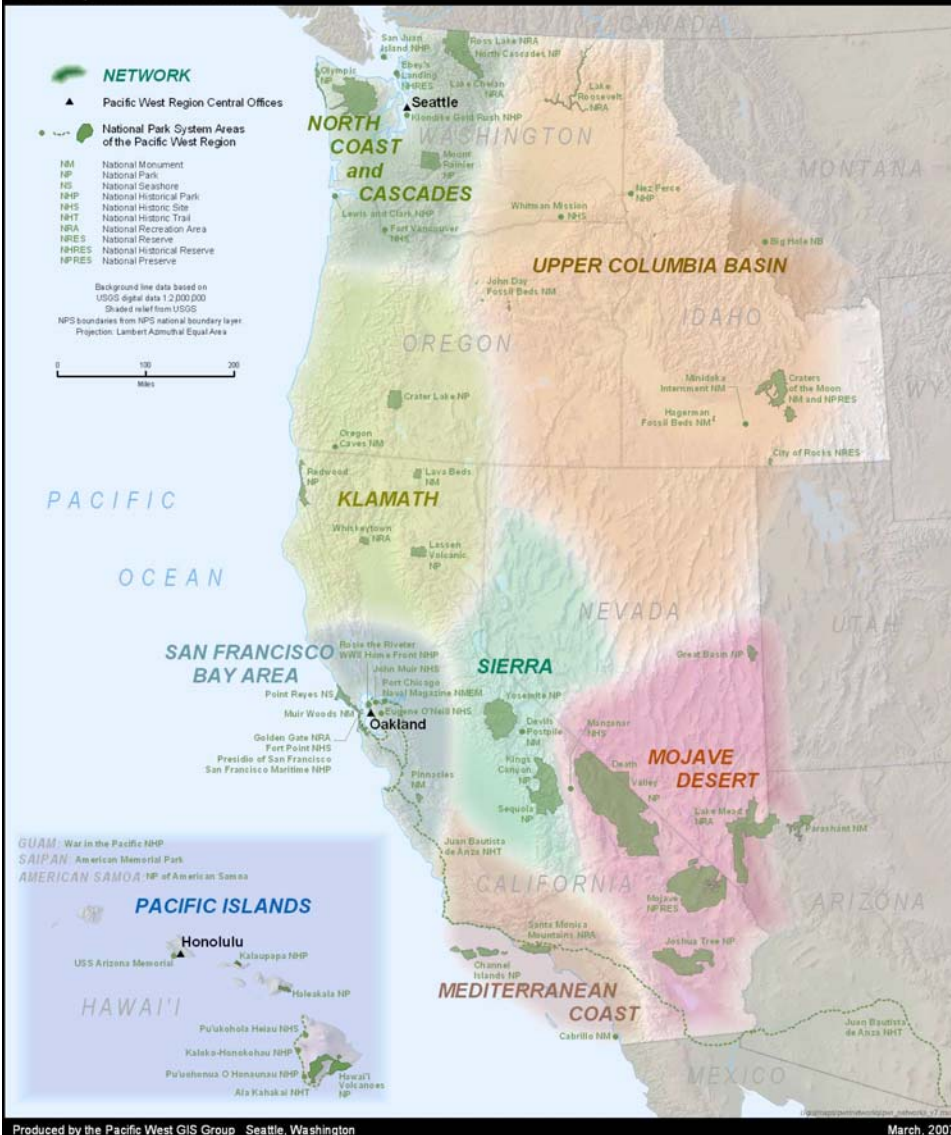 NETWORK
Pacific West Region Central Offices
National Park System Areas
of the Pacific West Region
NM National Monument
NP National Park
NS National Seashore
NHP National Historical Park
NHS National Historic Site
NHT National Historic Trail
NRA National Recreation Area
NRES National Reserve
NHRES National Historical Reserve
NPRES National Preserve
Background line data based on
USGS digital data 1:2,000,000
Shaded relief from USGS
NPS boundaries from NPS national boundary layer
Projection: Lambert Azimuthal Equal Area
0 100 200
Miles
CANADA
San Juan
Island NHP
Ross Lake NRA
North Cascades NP
Olympic
NP
Ebey's
Landing
NHRES
Lake Chelan
NRA
Lake
Roosevelt
NRA
Seattle
Klondike Gold Rush NHP
NORTH
COAST
and
CASCADES
WASHINGTON
Mount
Rainier
NP
MONTANA
Nez Perce
NHP
Whitman Mission
NHS
Lewis and Clark NHP
Fort Vancouver
NHS
Big Hole NB
UPPER COLUMBIA BASIN
John Day
Fossil Beds NM
IDAHO
OREGON
WY
Minidoka
Internment NM
Craters
of the Moon
NM and NPRES
Crater Lake NP
Hagerman
Fossil Beds NM
Oregon
Caves NM
City of Rocks NRES
Redwood
NP
Lava Beds
NM
KLAMATH
PACIFIC
OCEAN
Whiskeytown
NRA
Lassen
Volcanic
NP
NEVADA
UTAH
SAN FRANCISCO
BAY AREA
Rosie the Riveter
WWII Home Front NHP
John Muir NHS
Port Chicago
Naval Magazine NMEM
Eugene O'Neill NHS
Point Reyes NS
Muir Woods NM
Oakland
Golden Gate NRA
Fort Point NHS
Presidio of San Francisco
San Francisco Maritime NHP
Pinnacles
NM
SIERRA
Great Basin NP
Yosemite NP
Devils
Postpile
NM
Manzanar
NHS
Kings
Canyon
NP
Sequoia
NP
Death
Valley
NP
MOJAVE
DESERT
Lake Mead
NRA
Parashant NM
Juan Bautista
de Anza NHT
CALIFORNIA
Mojave
NPRES
ARIZONA
Santa Monica
Mountains NRA
Joshua Tree NP
Channel
Islands NP
MEDITERRANEAN
COAST
Cabrillo NM
Juan Bautista
de Anza NHT
MEXICO
GUAM: War in the Pacific NHP
SAIPAN: American Memorial Park
AMERICAN SAMOA: NP of American Samoa
PACIFIC ISLANDS
Honolulu
USS Arizona Memorial
Kalaupapa NHP
Haleakala NP
HAWAI'I
Pu'ukohola Heiau NHS
Kaloko-Honokohau NHP
Pu'uohonua O Honaunau NHP
Ala Kahakai NHT
Hawai'i
Volcanoes
NP
Produced by the Pacific West GIS Group Seattle, Washington
March, 200